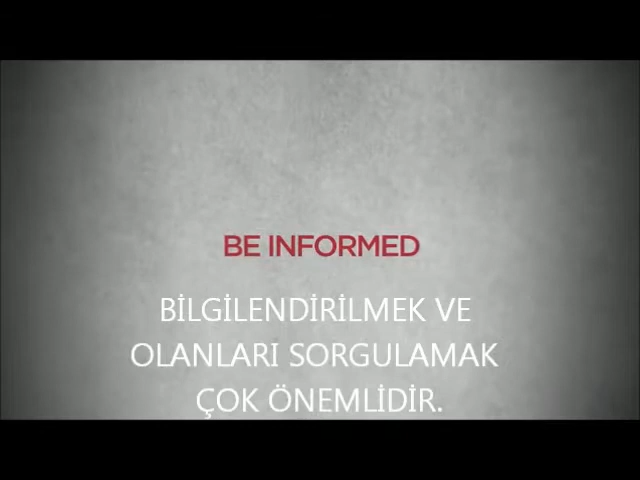 BE INFORMED
BİLGİLENDİRİLMEK VE
OLANLARI SORGULAMAK
ÇOK ÖNEMLİDİR.